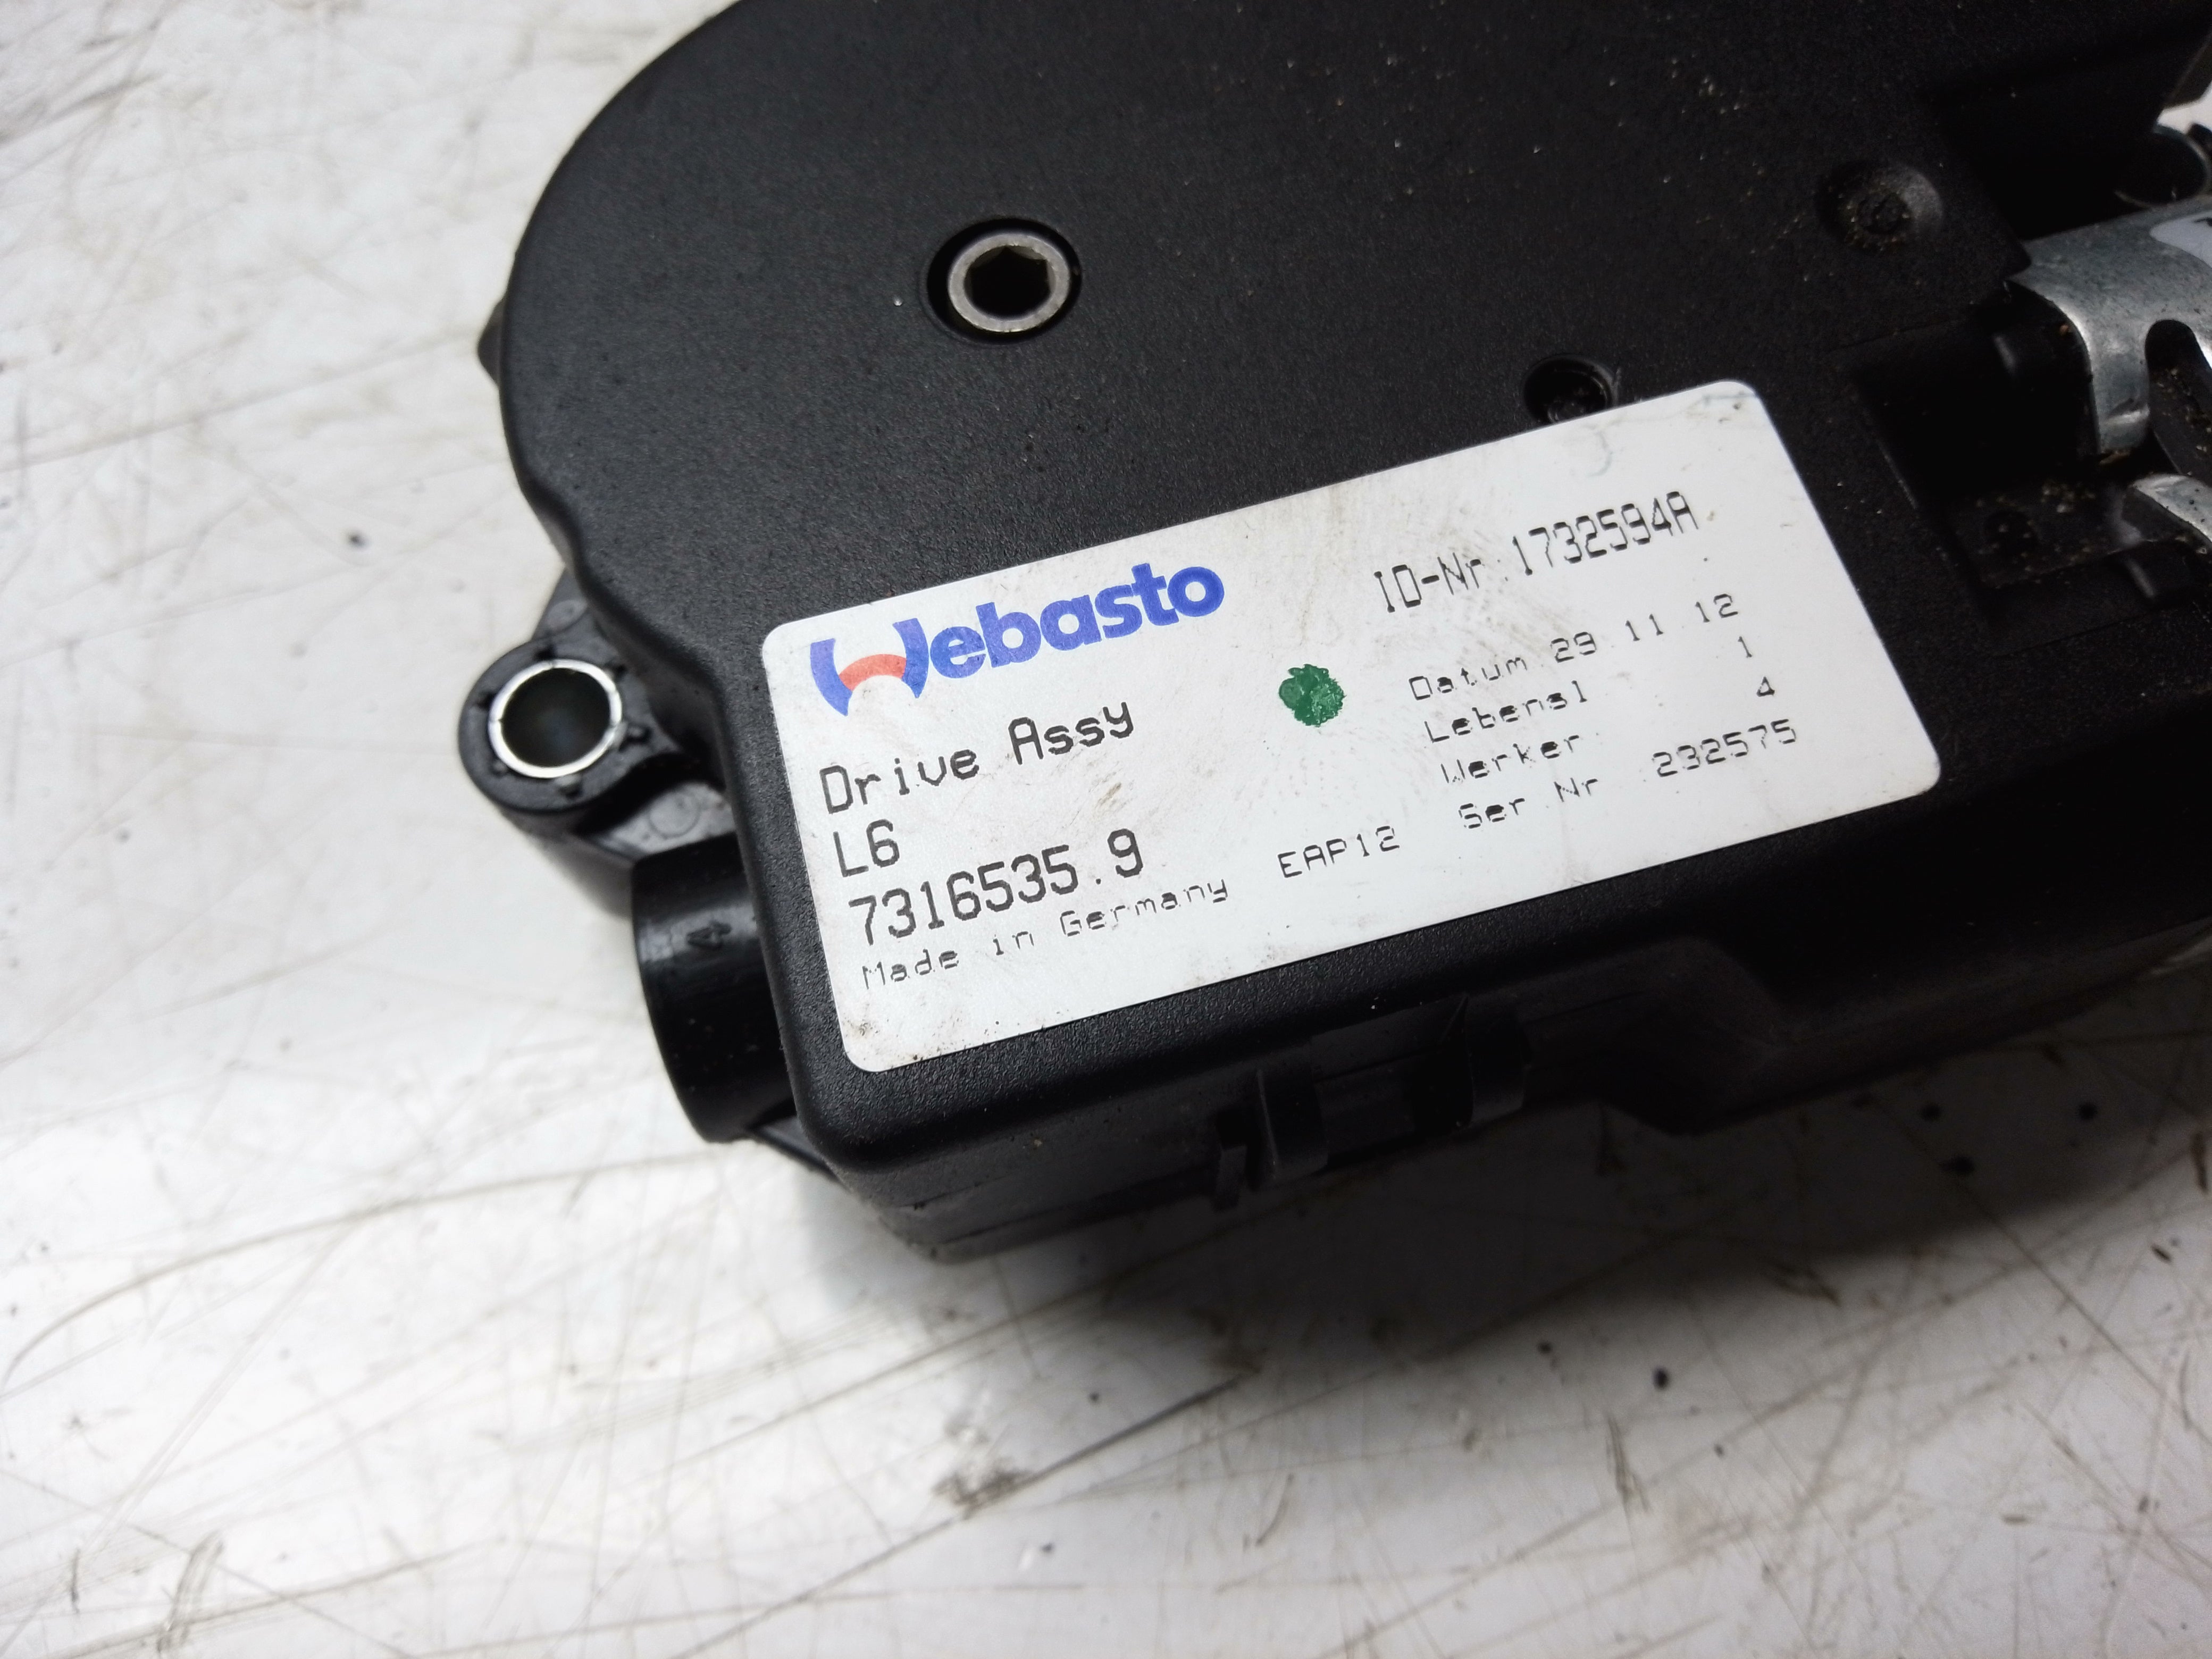 Webasto
ID-Nr.1732594A
Drive Assy
L6
7316535.9
Made in Germany
EAP12
Datum 29.11.12
Lebensl 1
Werker: 4
Ser.Nr.:232575
4